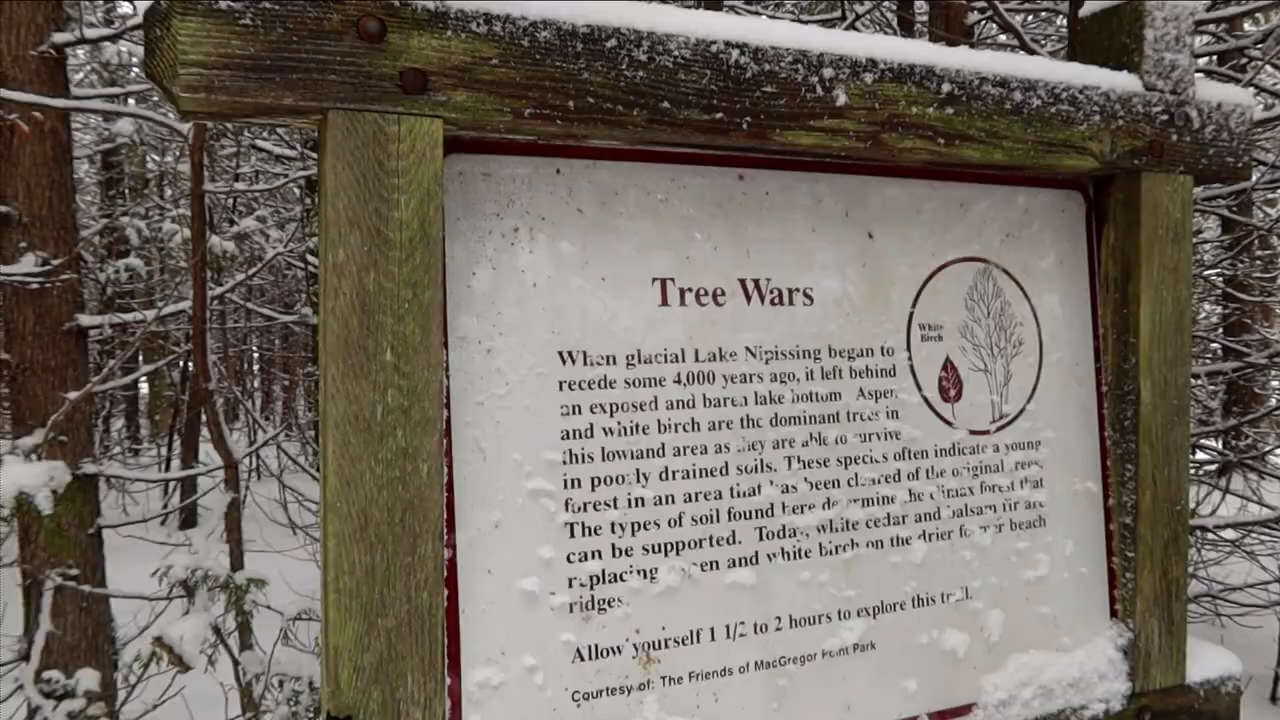 Tree Wars
White
Birch
When glacial Lake Nipissing began to
recede some 4,000 years ago, it left behind
an exposed and barren lake bottom
and white birch are the dominant trees in
this lowland area as they are able to survive
in poorly drained soils. These species often indicate a young
forest in an area that has been cleared of the original trees.
The types of soil found here determine the climax forest that
can be supported. Today, white cedar and balsam fir are
replacing and white birch on the drier former beach
ridges.
Allow yourself 1 1/2 to 2 hours to explore this trail.
Courtesy of: The Friends of MacGregor Point Park